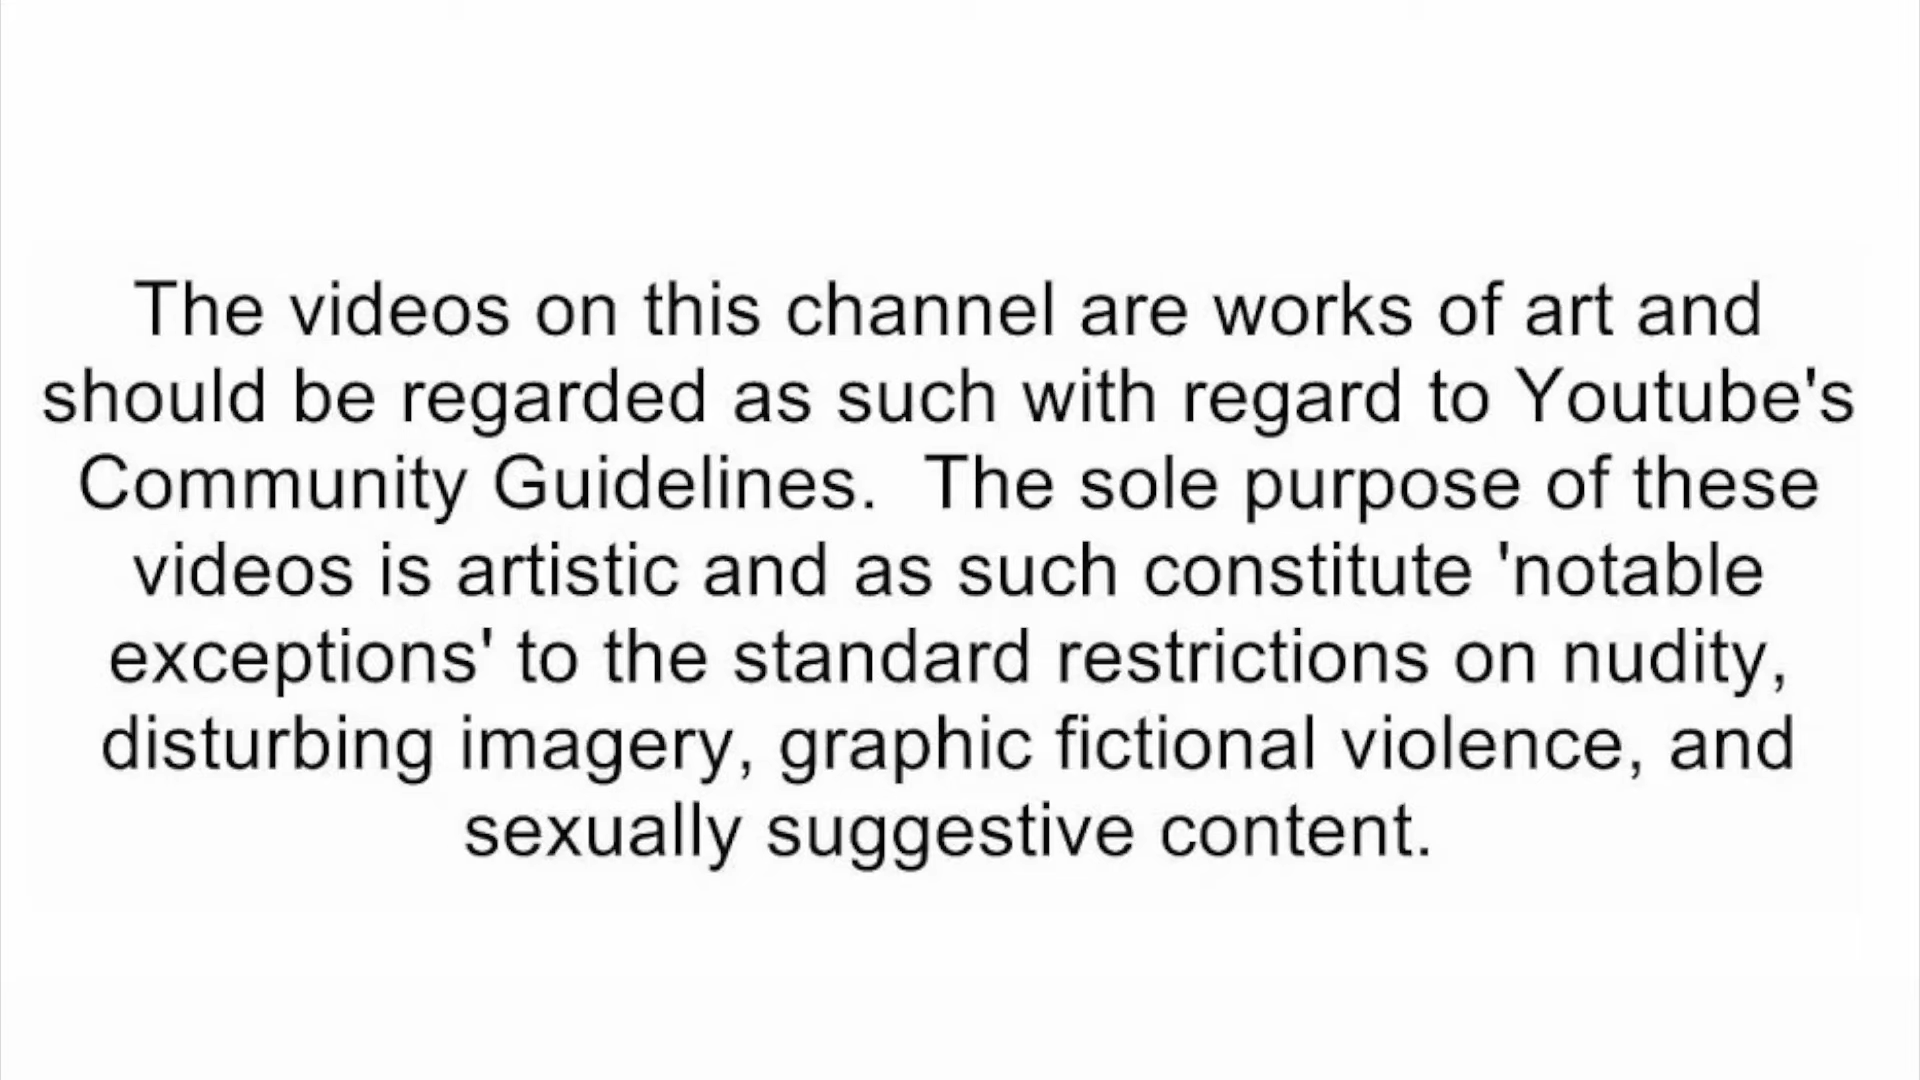 The videos on this channel are works of art and
should be regarded as such with regard to Youtube's
Community Guidelines.  The sole purpose of these
videos is artistic and as such constitute 'notable
exceptions' to the standard restrictions on nudity,
disturbing imagery, graphic fictional violence, and
sexually suggestive content.